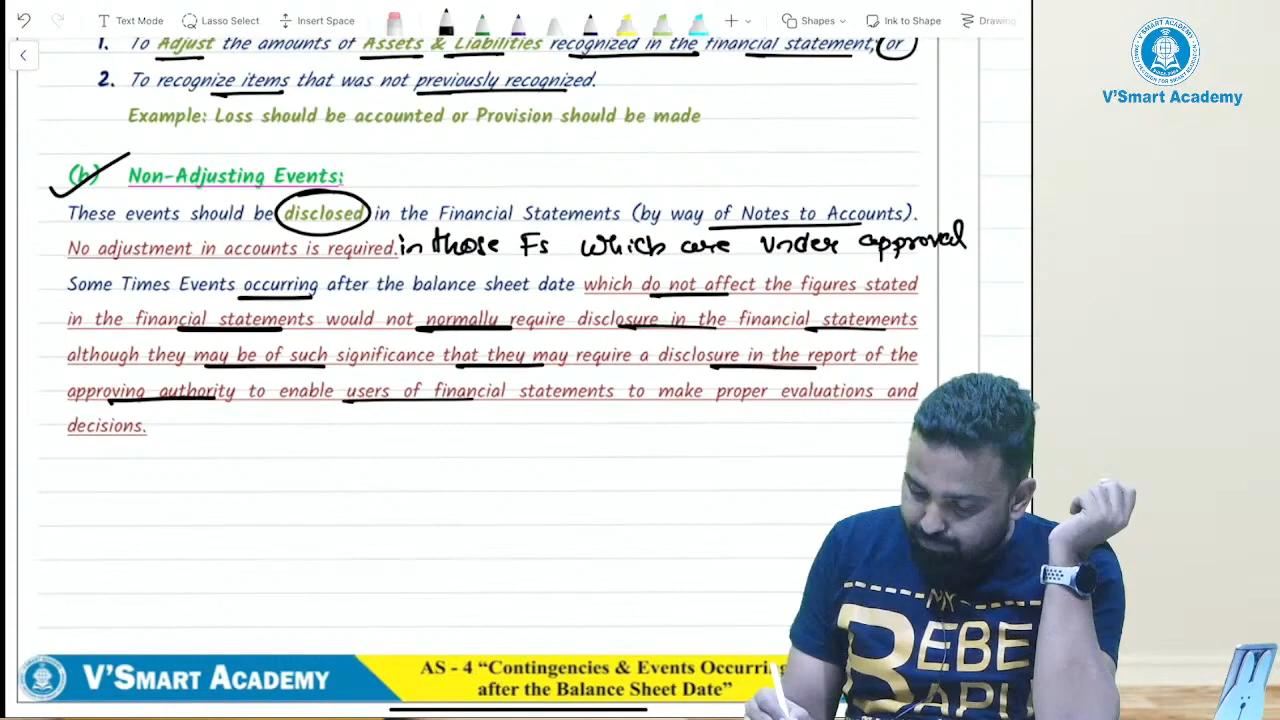 Text Mode Lasso Select Insert Space Shapes Ink to Shape Drawing
1. To Adjust the amounts of Assets & Liabilities recognized in the financial statement, or
2. To recognize items that was not previously recognized.
Example: Loss should be accounted or Provision should be made
(b) Non-Adjusting Events:
These events should be disclosed in the Financial Statements (by way of Notes to Accounts).
No adjustment in accounts is required. in those Fs which are under approval
Some Times Events occurring after the balance sheet date which do not affect the figures stated
in the financial statements would not normally require disclosure in the financial statements
although they may be of such significance that they may require a disclosure in the report of the
approving authority to enable users of financial statements to make proper evaluations and
decisions.
V'Smart Academy
BEBE
V'SMART ACADEMY
AS - 4 "Contingencies & Events Occurring
after the Balance Sheet Date"